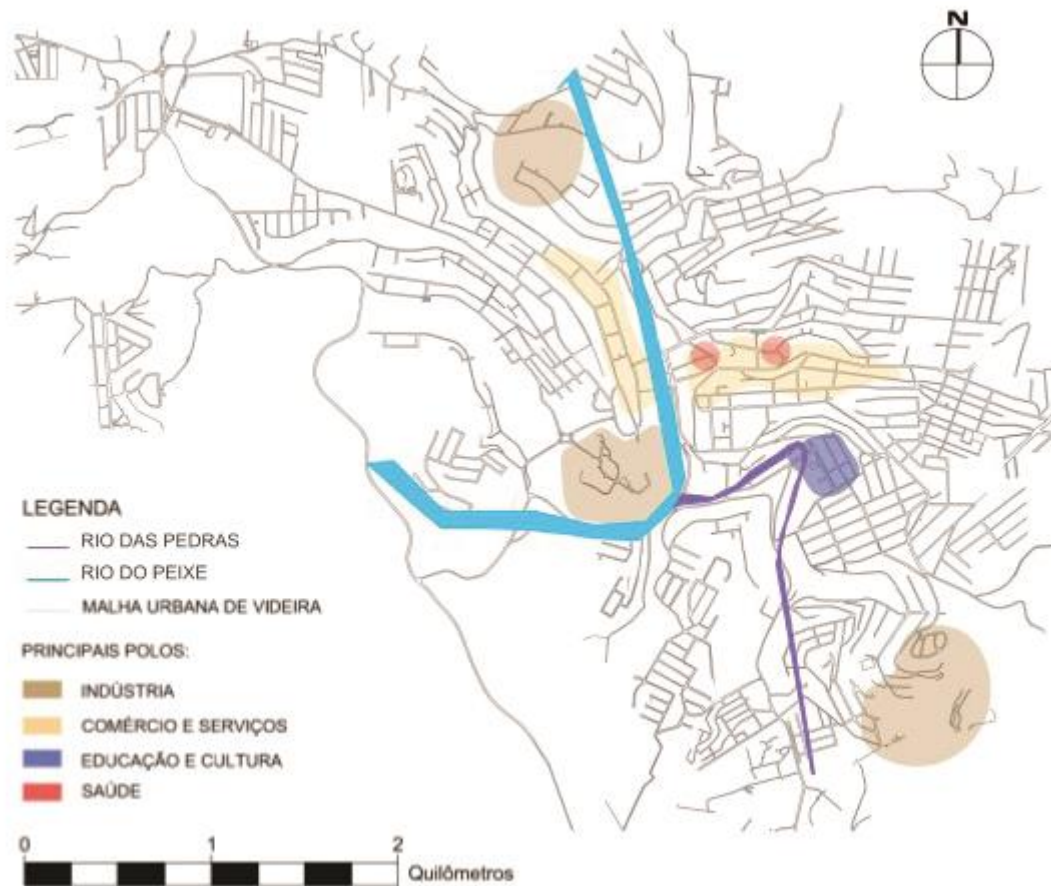 N
LEGENDA
RIO DAS PEDRAS
RIO DO PEIXE
MALHA URBANA DE VIDEIRA
PRINCIPAIS POLOS:
INDÚSTRIA
COMÉRCIO E SERVIÇOS
EDUCAÇÃO E CULTURA
SAÚDE
0 1 2
Quilômetros